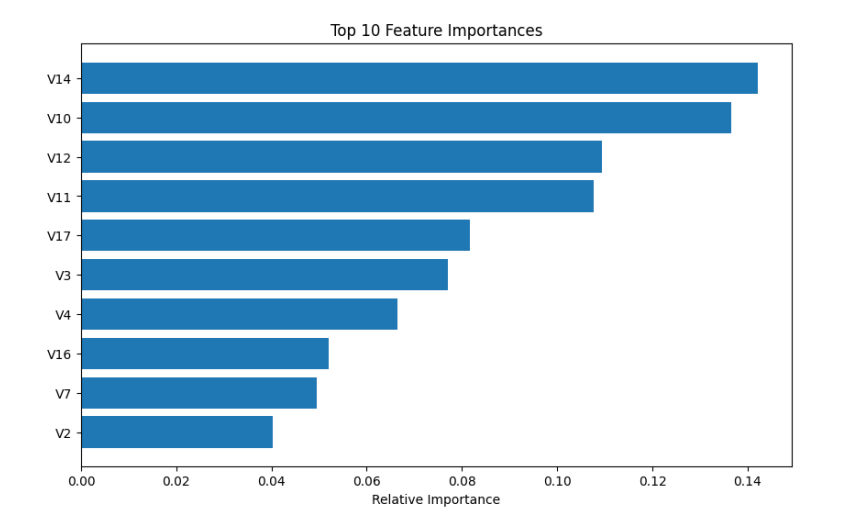 Top 10 Feature Importances
V14
V10
V12
V11
V17
V3
V4
V16
V7
V2
0.00 0.02 0.04 0.06 0.08 0.10 0.12 0.14
Relative Importance